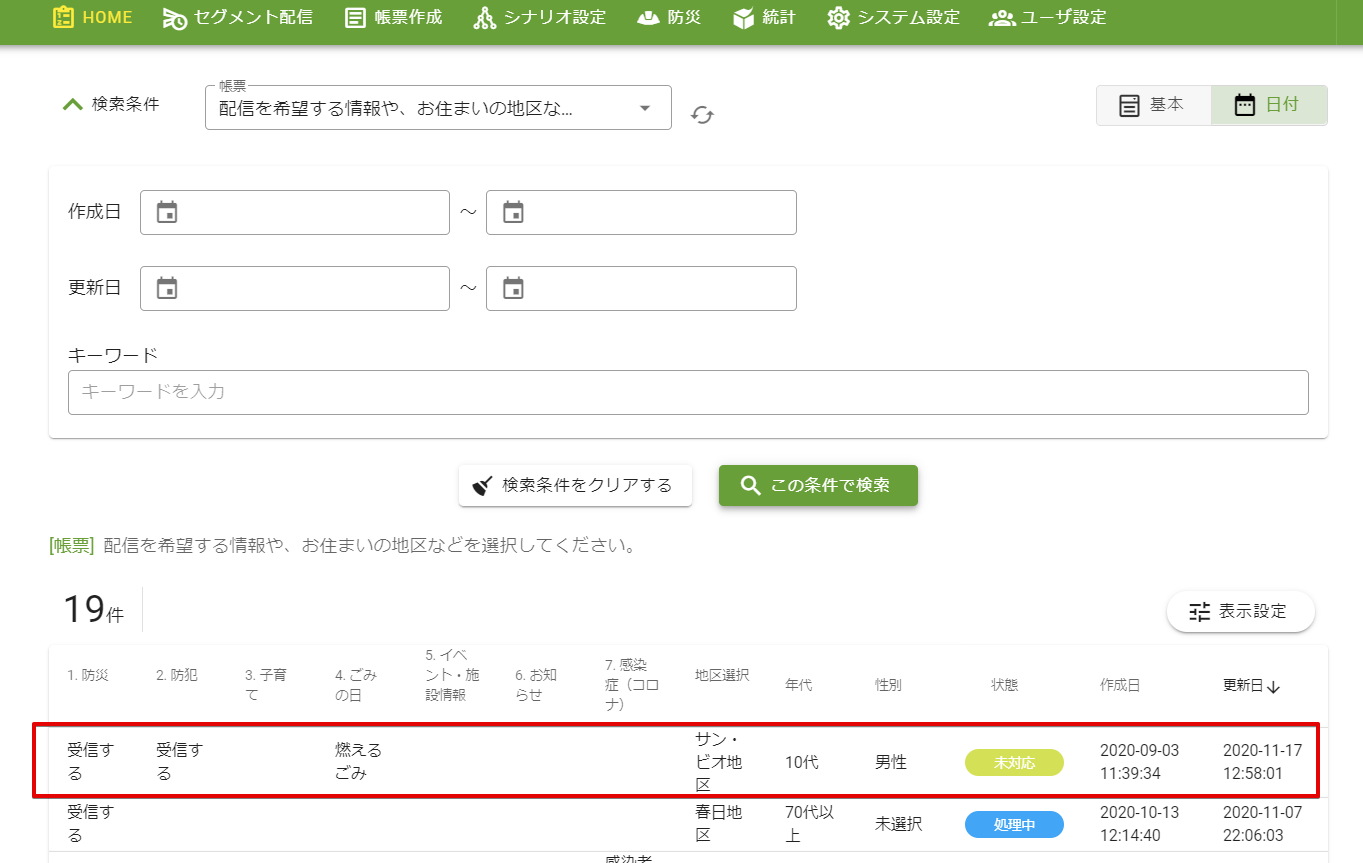 HOME セグメント配信 帳票作成 シナリオ設定 防災 統計 システム設定 ユーザ設定
検索条件
帳票
配信を希望する情報や、お住まいの地区な...
基本 日付
作成日 ～
更新日 ～
キーワード
キーワードを入力
検索条件をクリアする この条件で検索
[帳票] 配信を希望する情報や、お住まいの地区などを選択してください。
19件
表示設定
1. 防災
2. 防犯
3. 子育
て
4. ごみ
の日
5. イベ
ント・施
設情報
6. お知
らせ
7. 感染
症（コロ
ナ）
地区選択
年代
性別
状態
作成日
更新日↓
受信す
る
受信す
る
燃える
ごみ
サン・
ビオ地
区
10代
男性
未対応
2020-09-03
11:39:34
2020-11-17
12:58:01
受信す
る
春日地
区
70代以
上
未選択
処理中
2020-10-13
12:14:40
2020-11-07
22:06:03
感染者